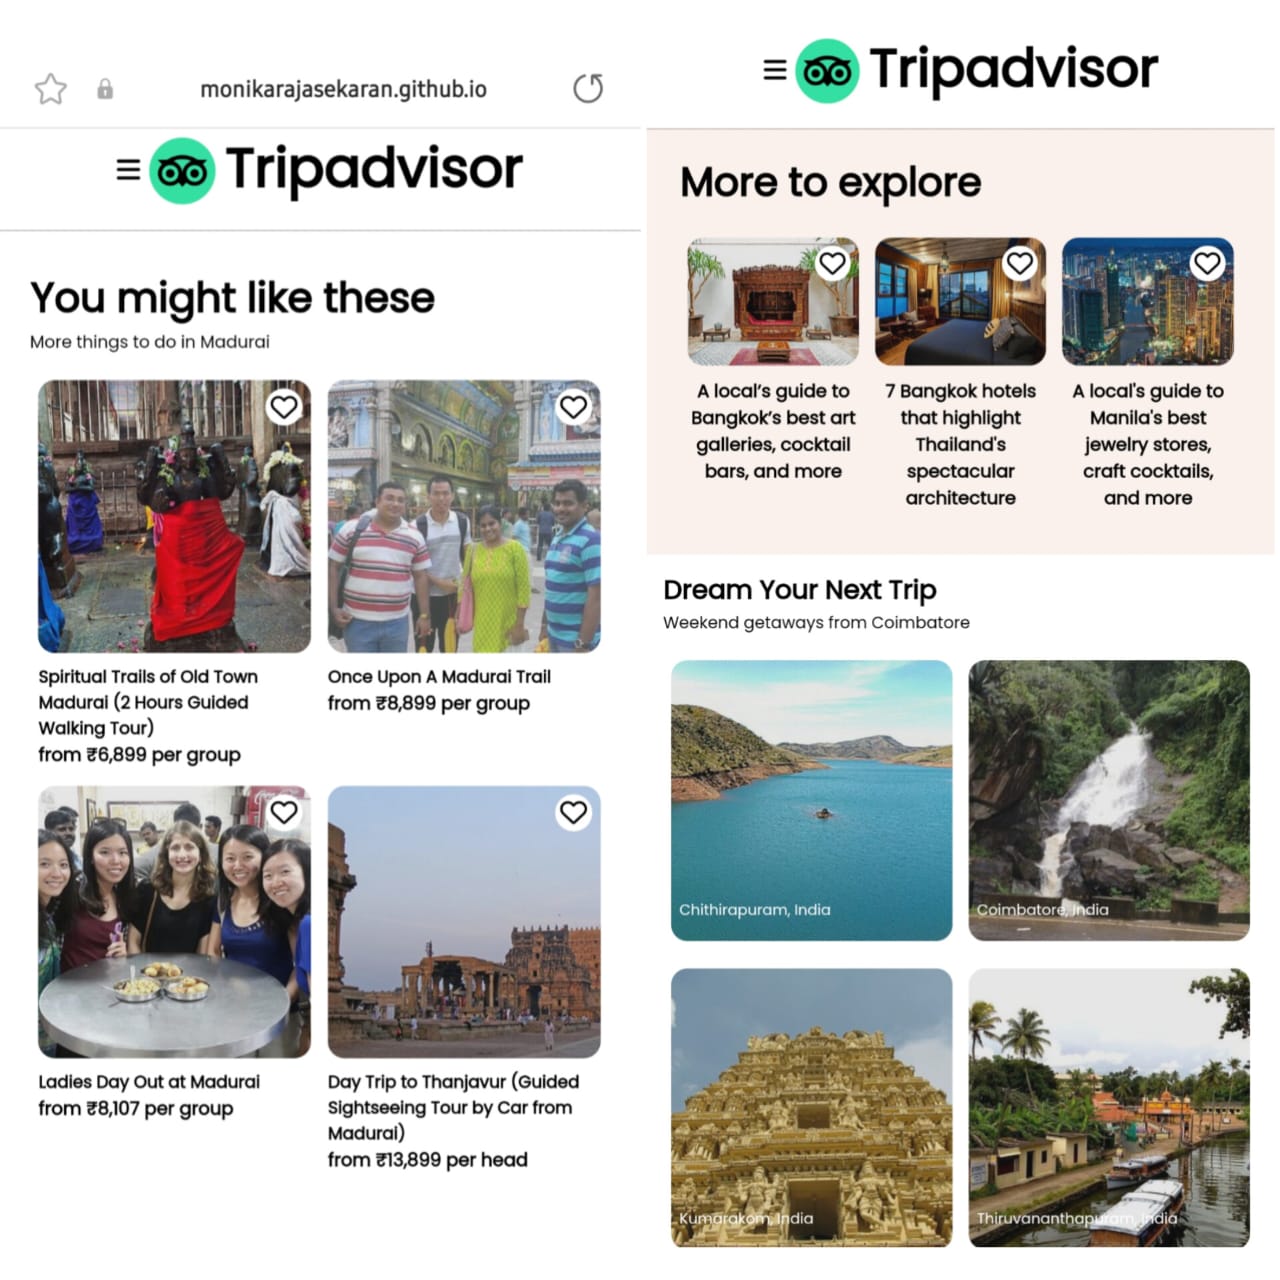 monikarajasekaran.github.io
Tripadvisor
You might like these
More things to do in Madurai
Spiritual Trails of Old Town
Madurai (2 Hours Guided
Walking Tour)
from ₹6,899 per group
Once Upon A Madurai Trail
from ₹8,899 per group
Ladies Day Out at Madurai
from ₹8,107 per group
Day Trip to Thanjavur (Guided
Sightseeing Tour by Car from
Madurai)
from ₹13,899 per head
Tripadvisor
More to explore
A local’s guide to
Bangkok’s best art
galleries, cocktail
bars, and more
7 Bangkok hotels
that highlight
Thailand's
spectacular
architecture
A local's guide to
Manila's best
jewelry stores,
craft cocktails,
and more
Dream Your Next Trip
Weekend getaways from Coimbatore
Chithirapuram, India
Coimbatore, India
Kumarakom, India
Thiruvananthapuram, India